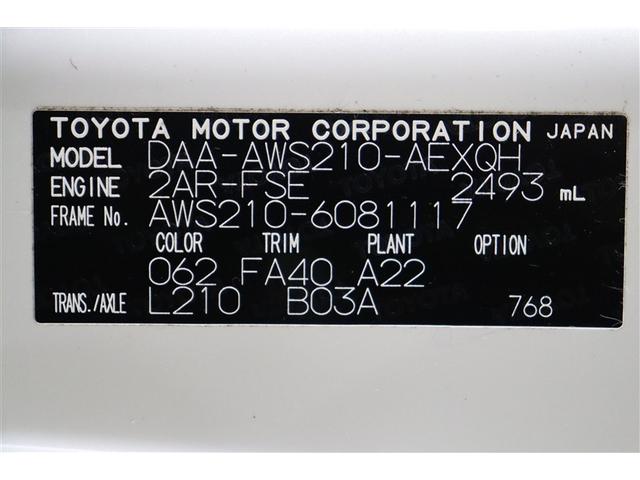 TOYOTA MOTOR CORPORATION JAPAN
MODEL DAA-AWS210-AEXQH
ENGINE 2AR-FSE 2493 mL
FRAME No. AWS210-6081117
COLOR TRIM PLANT OPTION
062 FA40 A22
TRANS./AXLE L210 B03A 768